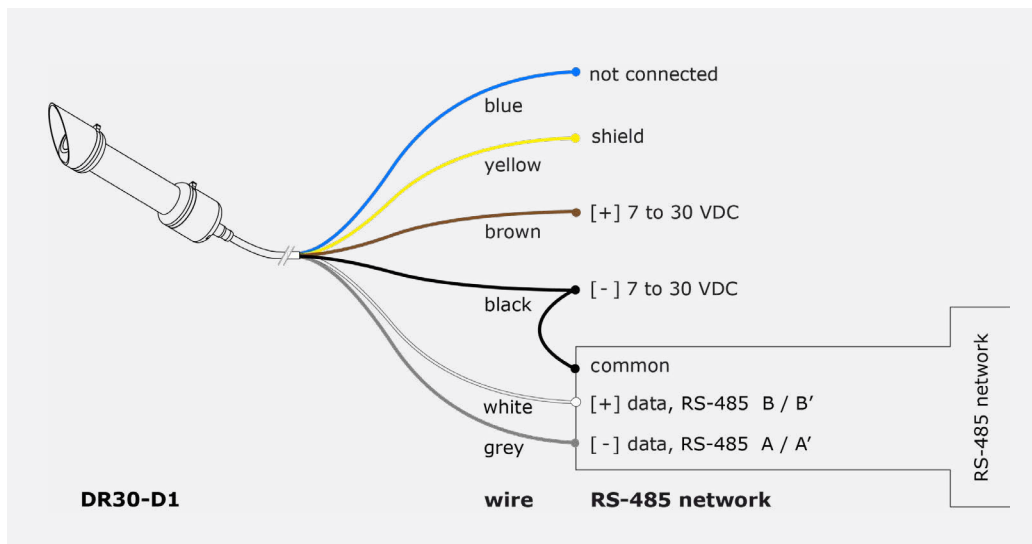 not connected
blue
shield
yellow
[+] 7 to 30 VDC
brown
[-] 7 to 30 VDC
black
common
white
[+] data, RS-485 B / B’
grey
[-] data, RS-485 A / A’
RS-485 network
DR30-D1 wire RS-485 network